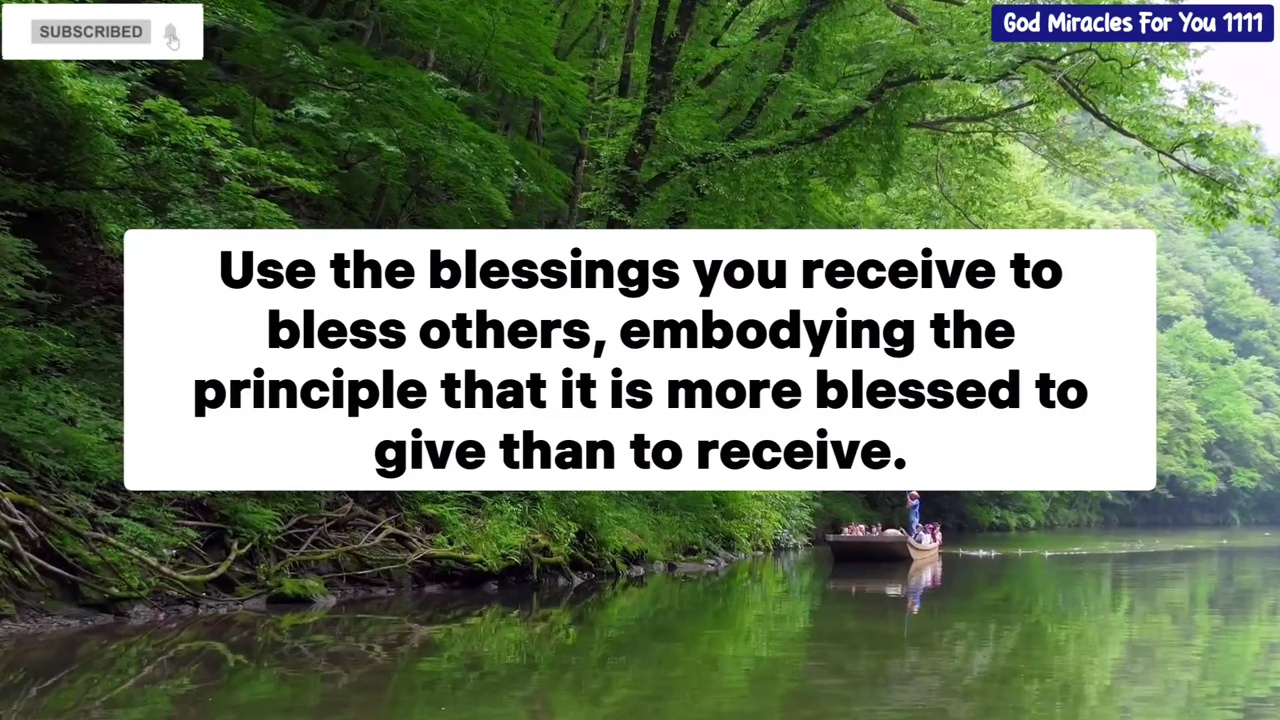 SUBSCRIBED
God Miracles For You 1111
Use the blessings you receive to
bless others, embodying the
principle that it is more blessed to
give than to receive.